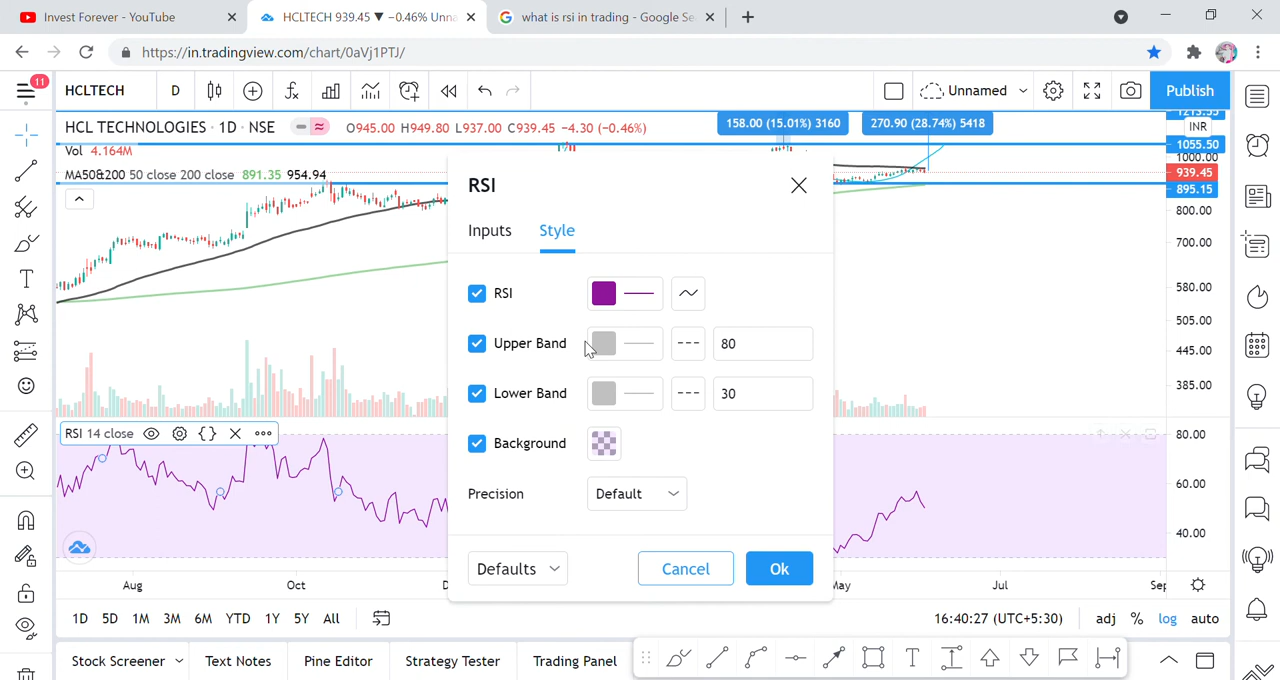 Invest Forever - YouTube
HCLTECH 939.45 ▼ −0.46% Unna
what is rsi in trading - Google Se
https://in.tradingview.com/chart/0aVj1PTJ/
11
HCLTECH
D
Unnamed
Publish
HCL TECHNOLOGIES · 1D · NSE
O945.00 H949.80 L937.00 C939.45 −4.30 (−0.46%)
158.00 (15.01%) 3160
270.90 (28.74%) 5418
INR
Vol 4.164M
MA50&200 50 close 200 close 891.35 954.94
1055.50
1000.00
939.45
895.15
800.00
700.00
580.00
505.00
445.00
385.00
RSI
Inputs
Style
RSI
Upper Band
80
Lower Band
30
Background
Precision
Default
Defaults
Cancel
Ok
RSI 14 close
80.00
60.00
40.00
Aug
Oct
May
Jul
Sep
1D
5D
1M
3M
6M
YTD
1Y
5Y
All
16:40:27 (UTC+5:30)
adj
%
log
auto
Stock Screener
Text Notes
Pine Editor
Strategy Tester
Trading Panel